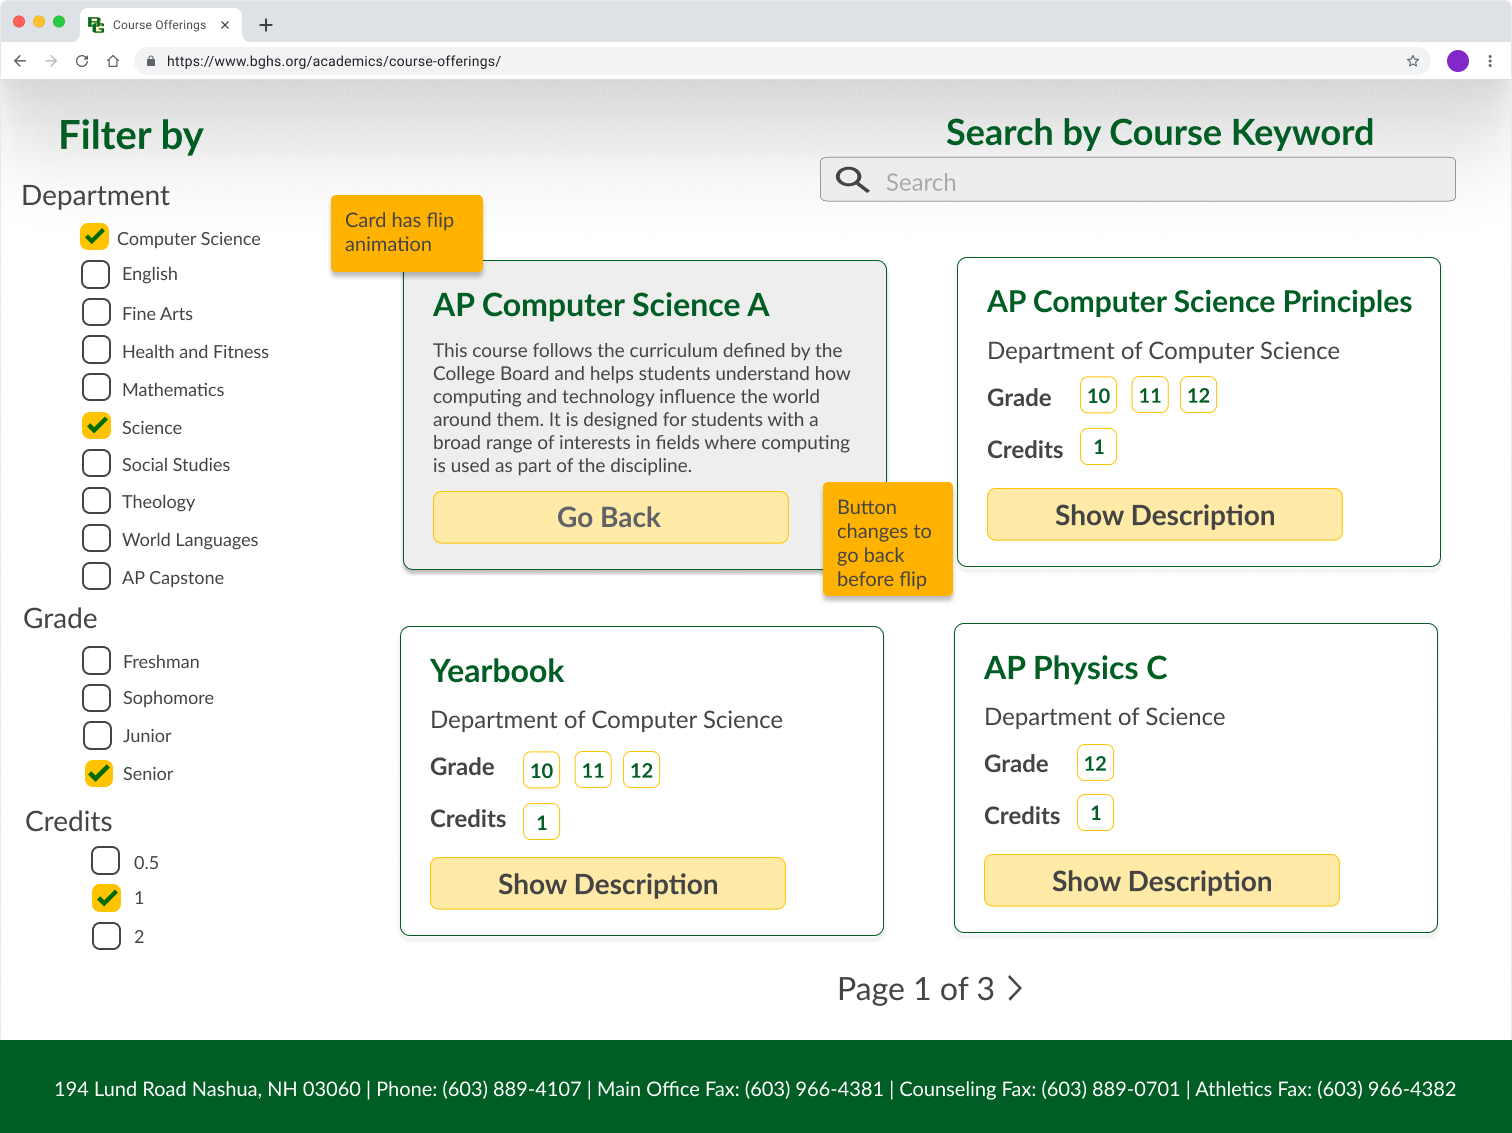 Course Offerings
https://www.bghs.org/academics/course-offerings/
Filter by
Department
Computer Science
English
Fine Arts
Health and Fitness
Mathematics
Science
Social Studies
Theology
World Languages
AP Capstone
Grade
Freshman
Sophomore
Junior
Senior
Credits
0.5
1
2
Search by Course Keyword
Search
Card has flip
animation
AP Computer Science A
This course follows the curriculum defined by the
College Board and helps students understand how
computing and technology influence the world
around them. It is designed for students with a
broad range of interests in fields where computing
is used as part of the discipline.
Go Back
Button
changes to
go back
before flip
AP Computer Science Principles
Department of Computer Science
Grade 10 11 12
Credits 1
Show Description
Yearbook
Department of Computer Science
Grade 10 11 12
Credits 1
Show Description
AP Physics C
Department of Science
Grade 12
Credits 1
Show Description
Page 1 of 3
194 Lund Road Nashua, NH 03060 | Phone: (603) 889-4107 | Main Office Fax: (603) 966-4381 | Counseling Fax: (603) 889-0701 | Athletics Fax: (603) 966-4382